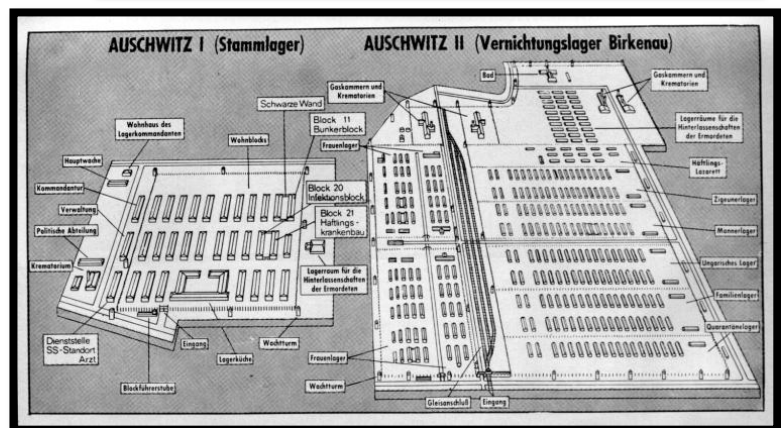 AUSCHWITZ I (Stammlager)
AUSCHWITZ II (Vernichtungslager Birkenau)
Wohnhaus des
Lagerkommandanten
Hauptwache
Kommandantur
Verwaltung
Politische Abteilung
Krematorium
Dienststelle
SS-Standort
Arzt
Blockführerstube
Eingang
Lagerküche
Wachtturm
Wohnblocks
Schwarze Wand
Block 11
Bunkerblock
Block 20
Infektionsblock
Block 21
Häftlings-
krankenbau
Lagerraum für die
Hinterlassenschaften
der Ermordeten
Gaskammern und
Krematorien
Frauenlager
Bad
Gaskammern und
Krematorien
Lagerräume für die
Hinterlassenschaften
der Ermordeten
Häftlings-
Lazarett
Zigeunerlager
Männerlager
Ungarisches Lager
Familienlager
Quarantänelager
Frauenlager
Wachtturm
Gleisanschluß
Eingang